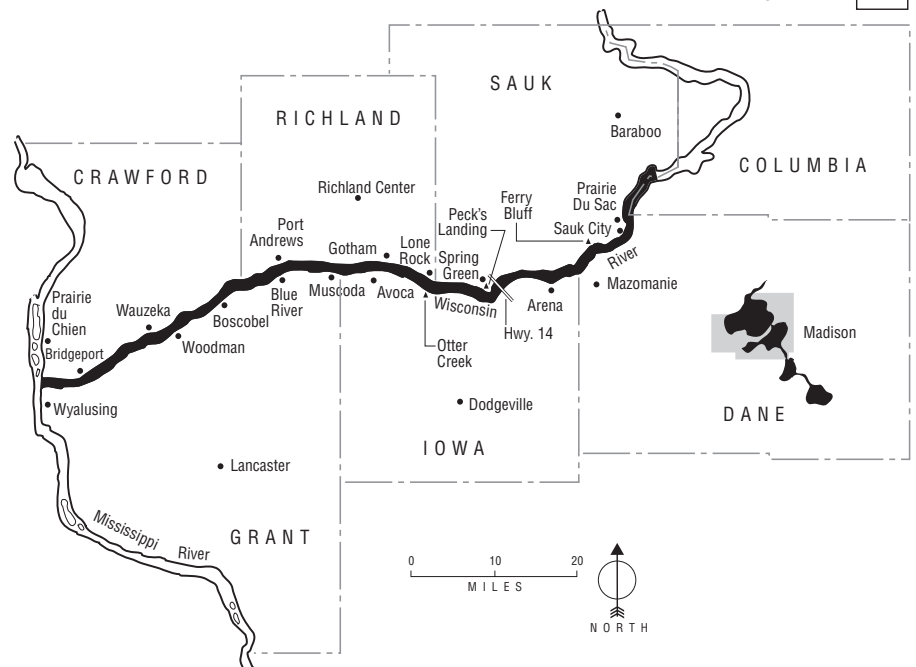 SAUK
RICHLAND
Baraboo
CRAWFORD
COLUMBIA
Richland Center
Ferry
Bluff
Prairie
Du Sac
Peck's
Landing
Port
Andrews
Sauk City
Gotham
Lone
Rock
Spring
Green
River
Prairie
du
Chien
Blue
River
Muscoda
Avoca
Wisconsin
Arena
Mazomanie
Wauzeka
Boscobel
Hwy. 14
Madison
Bridgeport
Woodman
Otter
Creek
Wyalusing
Dodgeville
DANE
IOWA
Lancaster
Mississippi
River
GRANT
0 10 20
MILES
NORTH